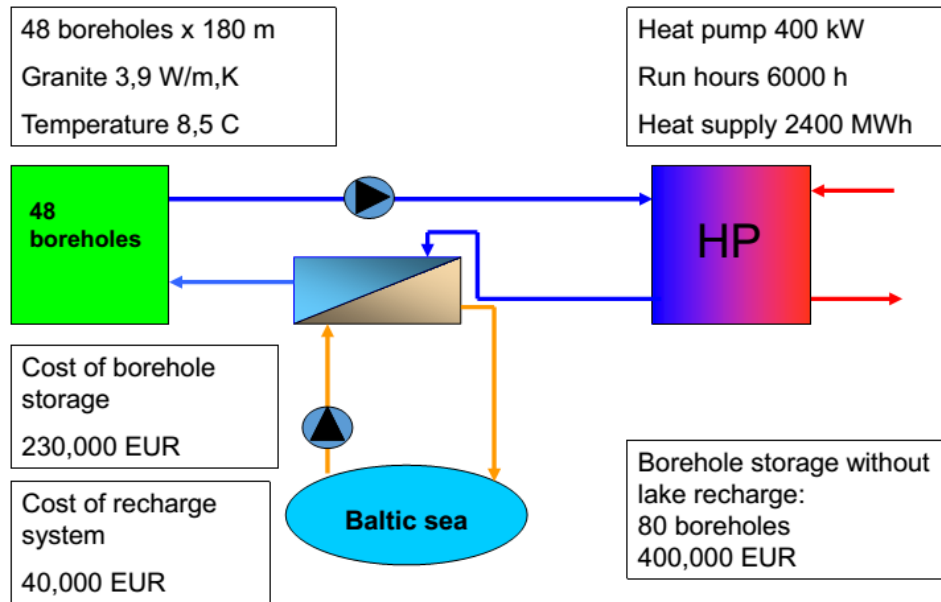 48 boreholes x 180 m
Granite 3,9 W/m,K
Temperature 8,5 C
Heat pump 400 kW
Run hours 6000 h
Heat supply 2400 MWh
48
boreholes
HP
Cost of borehole
storage
230,000 EUR
Cost of recharge
system
40,000 EUR
Baltic sea
Borehole storage without
lake recharge:
80 boreholes
400,000 EUR